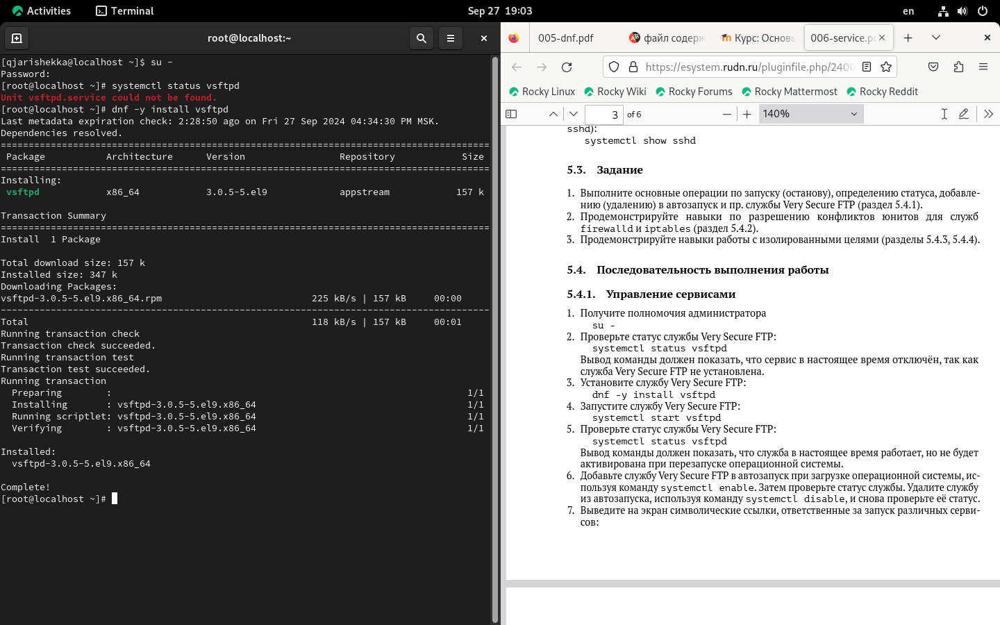 Activities Terminal Sep 27 19:03 en
root@localhost:~
[qjarishekka@localhost ~]$ su -
Password:
[root@localhost ~]# systemctl status vsftpd
Unit vsftpd.service could not be found.
[root@localhost ~]# dnf -y install vsftpd
Last metadata expiration check: 2:28:50 ago on Fri 27 Sep 2024 04:34:30 PM MSK.
Dependencies resolved.
================================================================================
Package Architecture Version Repository Size
================================================================================
Installing:
vsftpd x86_64 3.0.5-5.el9 appstream 157 k
Transaction Summary
================================================================================
Install 1 Package
Total download size: 157 k
Installed size: 347 k
Downloading Packages:
vsftpd-3.0.5-5.el9.x86_64.rpm 225 kB/s | 157 kB 00:00
--------------------------------------------------------------------------------
Total 118 kB/s | 157 kB 00:01
Running transaction check
Transaction check succeeded.
Running transaction test
Transaction test succeeded.
Running transaction
Preparing : 1/1
Installing : vsftpd-3.0.5-5.el9.x86_64 1/1
Running scriptlet: vsftpd-3.0.5-5.el9.x86_64 1/1
Verifying : vsftpd-3.0.5-5.el9.x86_64 1/1
Installed:
vsftpd-3.0.5-5.el9.x86_64
Complete!
[root@localhost ~]#
005-dnf.pdf файл содерж Курс: Основы 006-service.p
https://esystem.rudn.ru/pluginfile.php/2400
Rocky Linux Rocky Wiki Rocky Forums Rocky Mattermost Rocky Reddit
3 of 6 140%
sshd):
systemctl show sshd
5.3. Задание
1. Выполните основные операции по запуску (останову), определению статуса, добавле-
нию (удалению) в автозапуск и пр. службы Very Secure FTP (раздел 5.4.1).
2. Продемонстрируйте навыки по разрешению конфликтов юнитов для служб
firewalld и iptables (раздел 5.4.2).
3. Продемонстрируйте навыки работы с изолированными целями (разделы 5.4.3, 5.4.4).
5.4. Последовательность выполнения работы
5.4.1. Управление сервисами
1. Получите полномочия администратора
su -
2. Проверьте статус службы Very Secure FTP:
systemctl status vsftpd
Вывод команды должен показать, что сервис в настоящее время отключён, так как
служба Very Secure FTP не установлена.
3. Установите службу Very Secure FTP:
dnf -y install vsftpd
4. Запустите службу Very Secure FTP:
systemctl start vsftpd
5. Проверьте статус службы Very Secure FTP:
systemctl status vsftpd
Вывод команды должен показать, что служба в настоящее время работает, но не будет
активирована при перезапуске операционной системы.
6. Добавьте службу Very Secure FTP в автозапуск при загрузке операционной системы, ис-
пользуя команду systemctl enable. Затем проверьте статус службы. Удалите службу
из автозапуска, используя команду systemctl disable, и снова проверьте её статус.
7. Выведите на экран символические ссылки, ответственные за запуск различных серви-
сов: